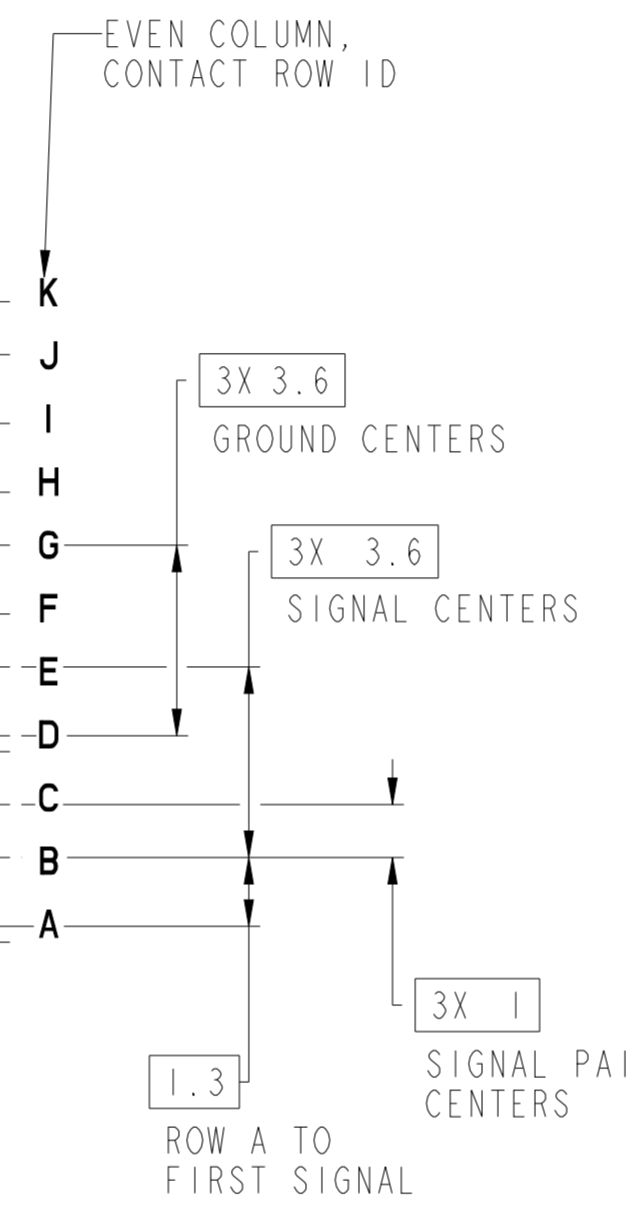 EVEN COLUMN,
CONTACT ROW ID
K
J
I
H
G
F
E
D
C
B
A
3X 3.6
GROUND CENTERS
3X 3.6
SIGNAL CENTERS
3X 1
SIGNAL PAI
CENTERS
1.3
ROW A TO
FIRST SIGNAL